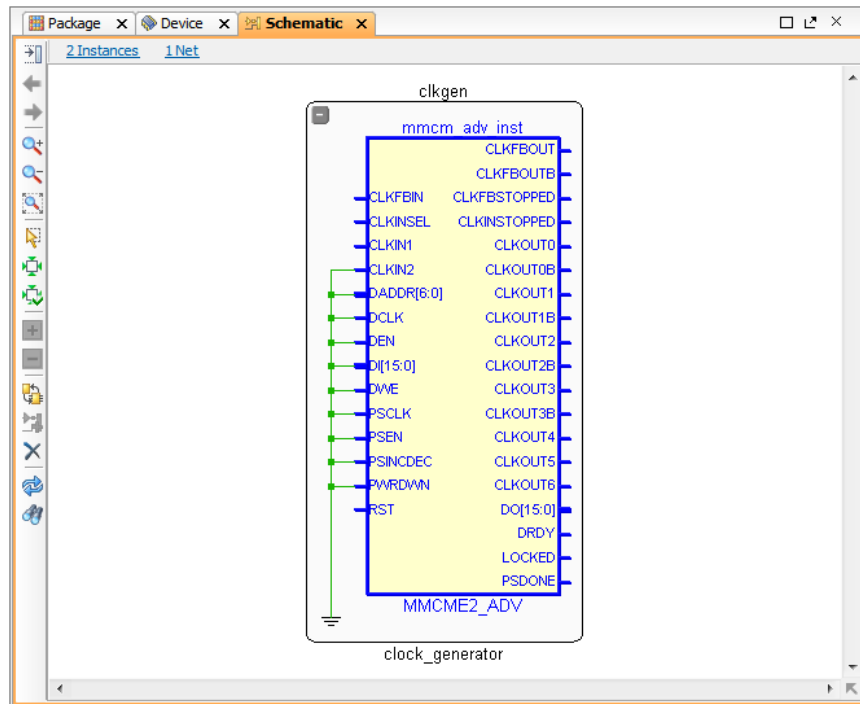 Package Device Schematic
2 Instances 1 Net
clkgen
mmcm_adv_inst
CLKFBOUT
CLKFBOUTB
CLKFBIN CLKFBSTOPPED
CLKINSEL CLKINSTOPPED
CLKIN1 CLKOUT0
CLKIN2 CLKOUT0B
DADDR[6:0] CLKOUT1
DCLK CLKOUT1B
DEN CLKOUT2
DI[15:0] CLKOUT2B
DWE CLKOUT3
PSCLK CLKOUT3B
PSEN CLKOUT4
PSINCDEC CLKOUT5
PWRDWN CLKOUT6
RST DO[15:0]
DRDY
LOCKED
PSDONE
MMCME2_ADV
clock_generator